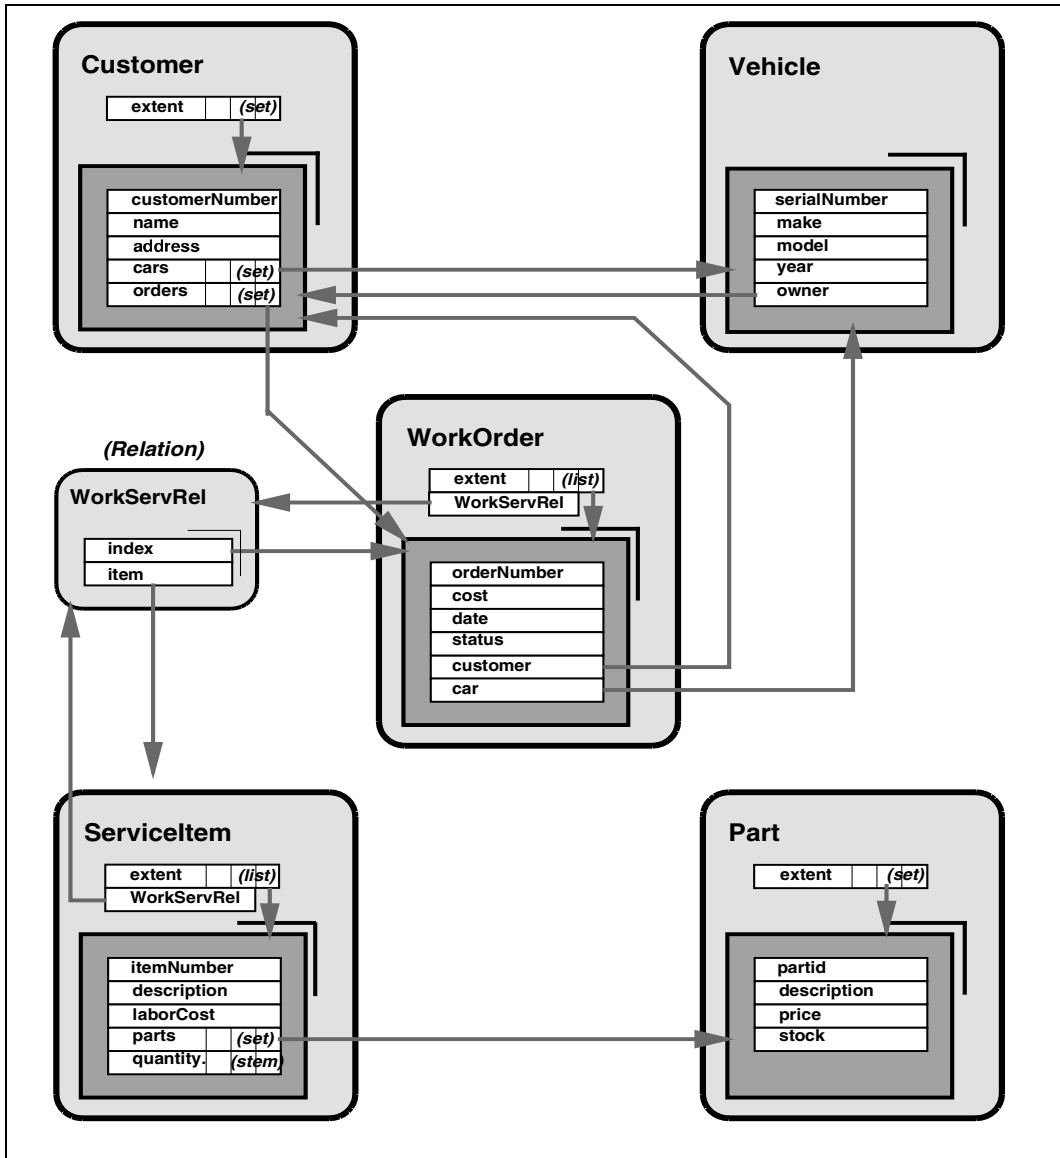 Customer
extent (set)
customerNumber
name
address
cars (set)
orders (set)
Vehicle
serialNumber
make
model
year
owner
(Relation)
WorkServRel
index
item
WorkOrder
extent (list)
WorkServRel
orderNumber
cost
date
status
customer
car
ServiceItem
extent (list)
WorkServRel
itemNumber
description
laborCost
parts (set)
quantity. (stem)
Part
extent (set)
partid
description
price
stock